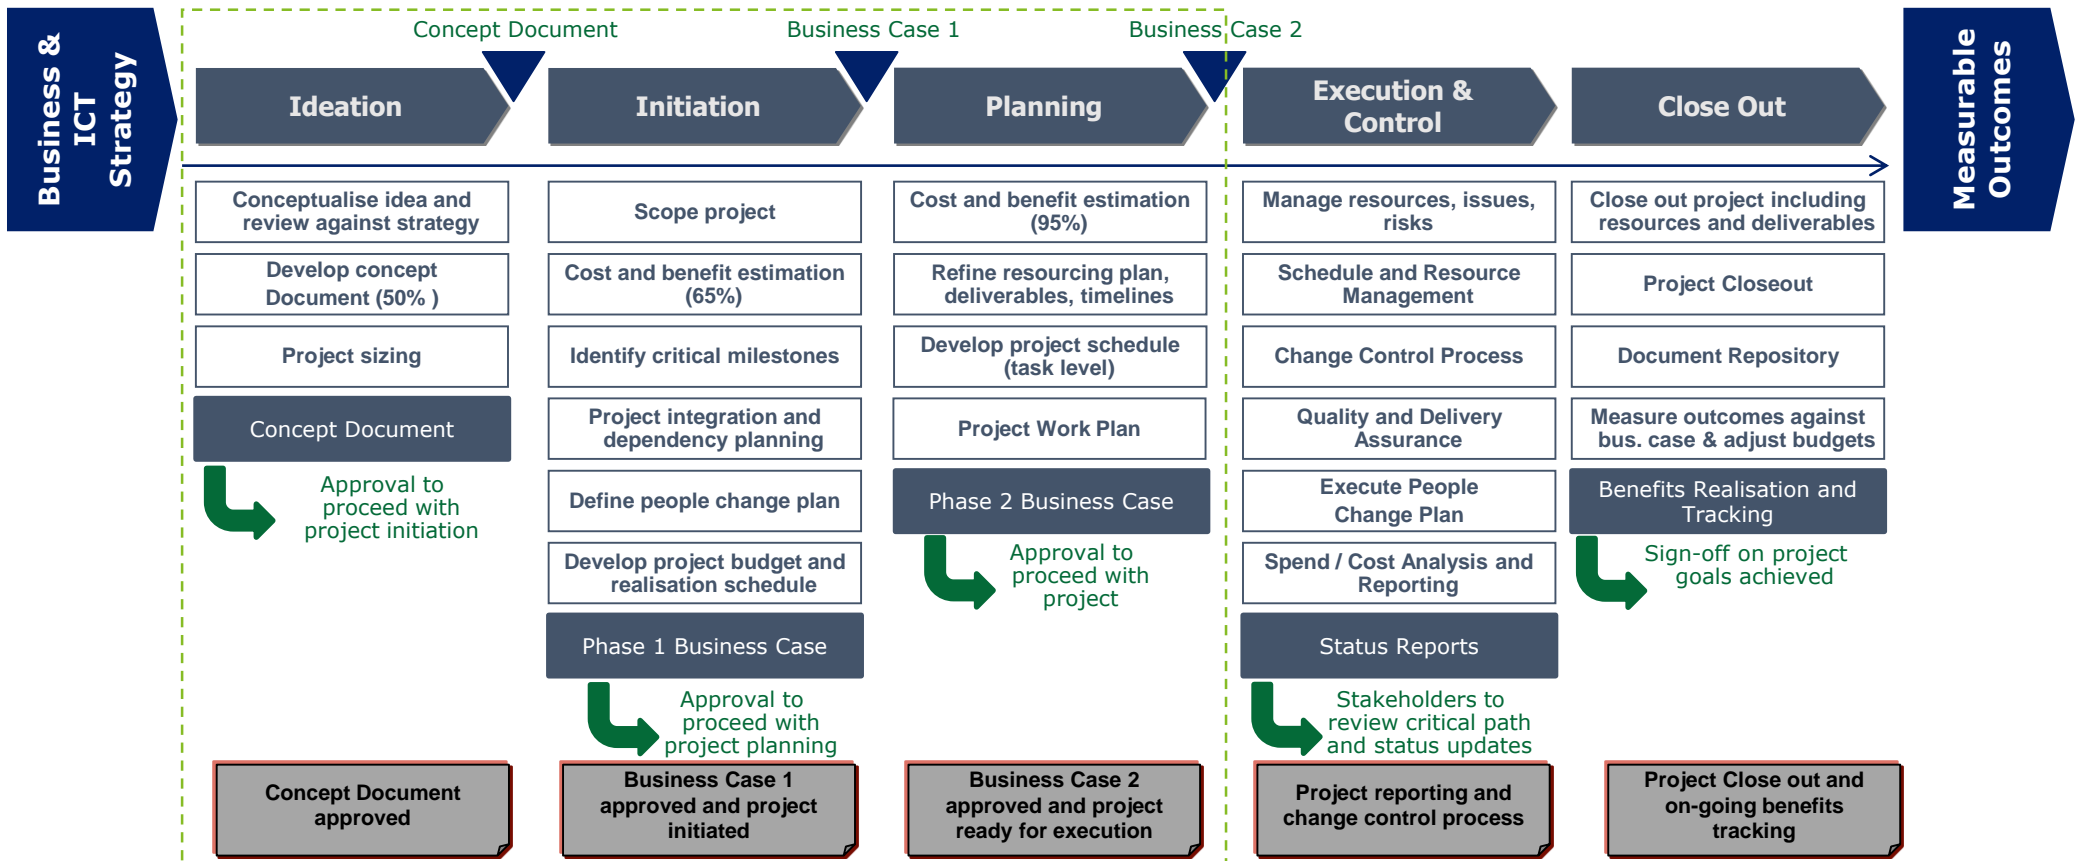 Business &
ICT
Strategy
Concept Document
Business Case 1
Business Case 2
Measurable
Outcomes
Ideation
Initiation
Planning
Execution &
Control
Close Out
Conceptualise idea and
review against strategy
Develop concept
Document (50% )
Project sizing
Concept Document
Approval to
proceed with
project initiation
Scope project
Cost and benefit estimation
(65%)
Identify critical milestones
Project integration and
dependency planning
Define people change plan
Develop project budget and
realisation schedule
Phase 1 Business Case
Approval to
proceed with
project planning
Cost and benefit estimation
(95%)
Refine resourcing plan,
deliverables, timelines
Develop project schedule
(task level)
Project Work Plan
Phase 2 Business Case
Approval to
proceed with
project
Manage resources, issues,
risks
Schedule and Resource
Management
Change Control Process
Quality and Delivery
Assurance
Execute People
Change Plan
Spend / Cost Analysis and
Reporting
Status Reports
Stakeholders to
review critical path
and status updates
Close out project including
resources and deliverables
Project Closeout
Document Repository
Measure outcomes against
bus. case & adjust budgets
Benefits Realisation and
Tracking
Sign-off on project
goals achieved
Concept Document
approved
Business Case 1
approved and project
initiated
Business Case 2
approved and project
ready for execution
Project reporting and
change control process
Project Close out and
on-going benefits
tracking